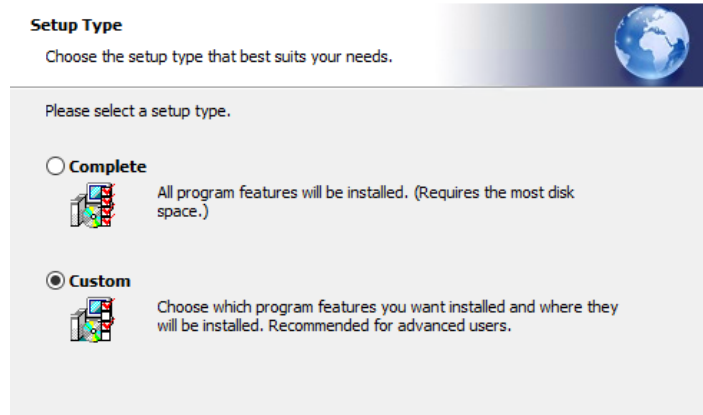 Setup Type
Choose the setup type that best suits your needs.
Please select a setup type.
Complete
All program features will be installed. (Requires the most disk
space.)
Custom
Choose which program features you want installed and where they
will be installed. Recommended for advanced users.